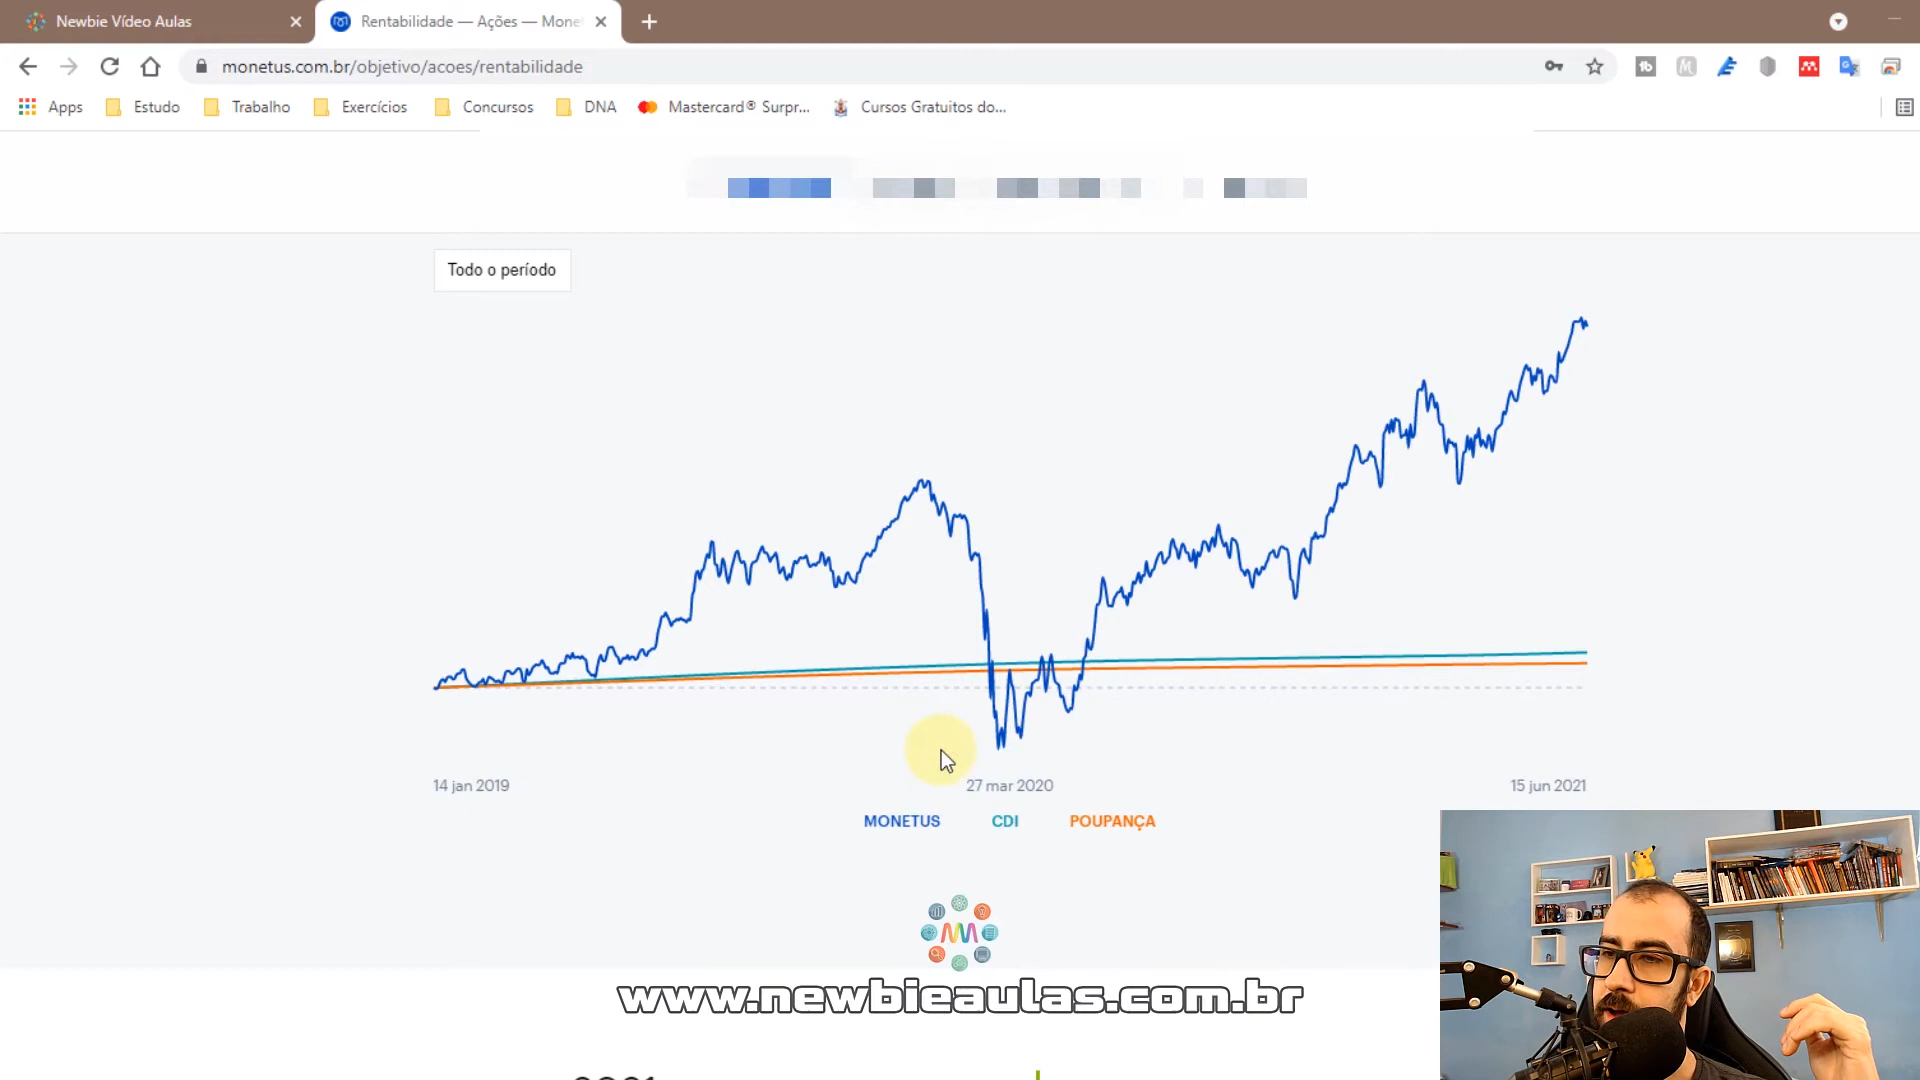 Newbie Vídeo Aulas
Rentabilidade — Ações — Mone
monetus.com.br/objetivo/acoes/rentabilidade
Apps
Estudo
Trabalho
Exercícios
Concursos
DNA
Mastercard® Surpr...
Cursos Gratuitos do...
Todo o período
14 jan 2019
27 mar 2020
15 jun 2021
MONETUS
CDI
POUPANÇA
www.newbieaulas.com.br